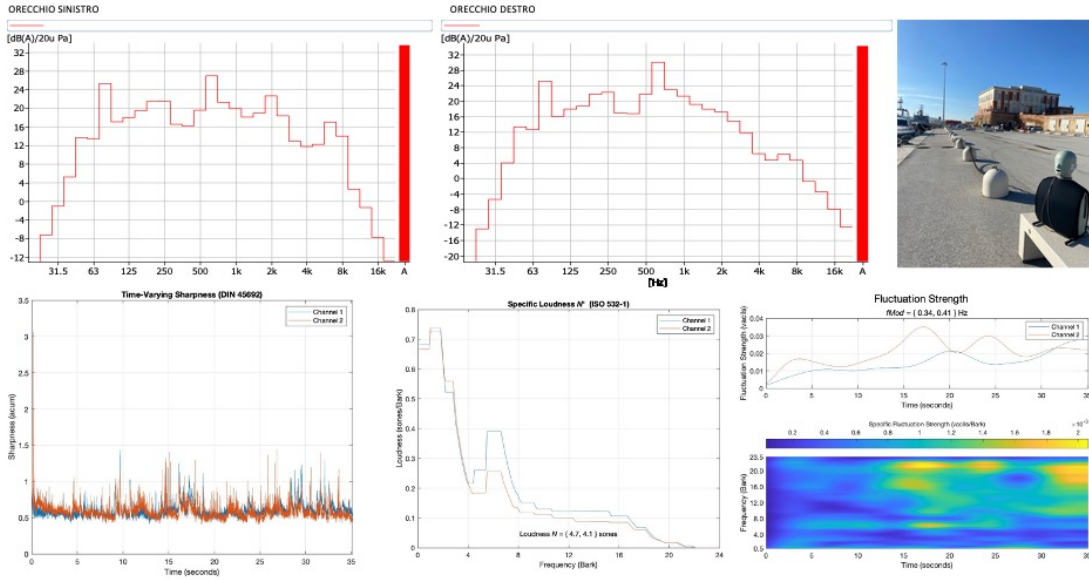 ORECCHIO SINISTRO
[dB(A)/20u Pa]
32
28
24
20
16
12
8
4
0
-4
-8
-12
31.5 63 125 250 500 1k 2k 4k 8k 16k A
ORECCHIO DESTRO
[dB(A)/20u Pa]
32
28
24
20
16
12
8
4
0
-4
-8
-12
-16
-20
31.5 63 125 250 500 1k 2k 4k 8k 16k A
[Hz]
Time-Varying Sharpness (DIN 45692)
Channel 1
Channel 2
Sharpness (acum)
3.5
3
2.5
2
1.5
1
0.5
0
0 5 10 15 20 25 30 35
Time (seconds)
Specific Loudness N' (ISO 532-1)
Channel 1
Channel 2
Loudness (sones/Bark)
0.8
0.7
0.6
0.5
0.4
0.3
0.2
0.1
0
Loudness N = { 4.7, 4.1 } sones
0 4 8 12 16 20 24
Frequency (Bark)
Fluctuation Strength
fMod = { 0.34, 0.41 } Hz
Channel 1
Channel 2
Fluctuation Strength (vacils)
0.04
0.03
0.02
0.01
0
0 5 10 15 20 25 30 35
Time (seconds)
Specific Fluctuation Strength (vacils/Bark)
0.2 0.4 0.6 0.8 1 1.2 1.4 1.6 1.8 2
Frequency (Bark)
23.5
20.0
16.0
12.0
8.0
4.0
0.5
0 5 10 15 20 25 30 35
Time (seconds)